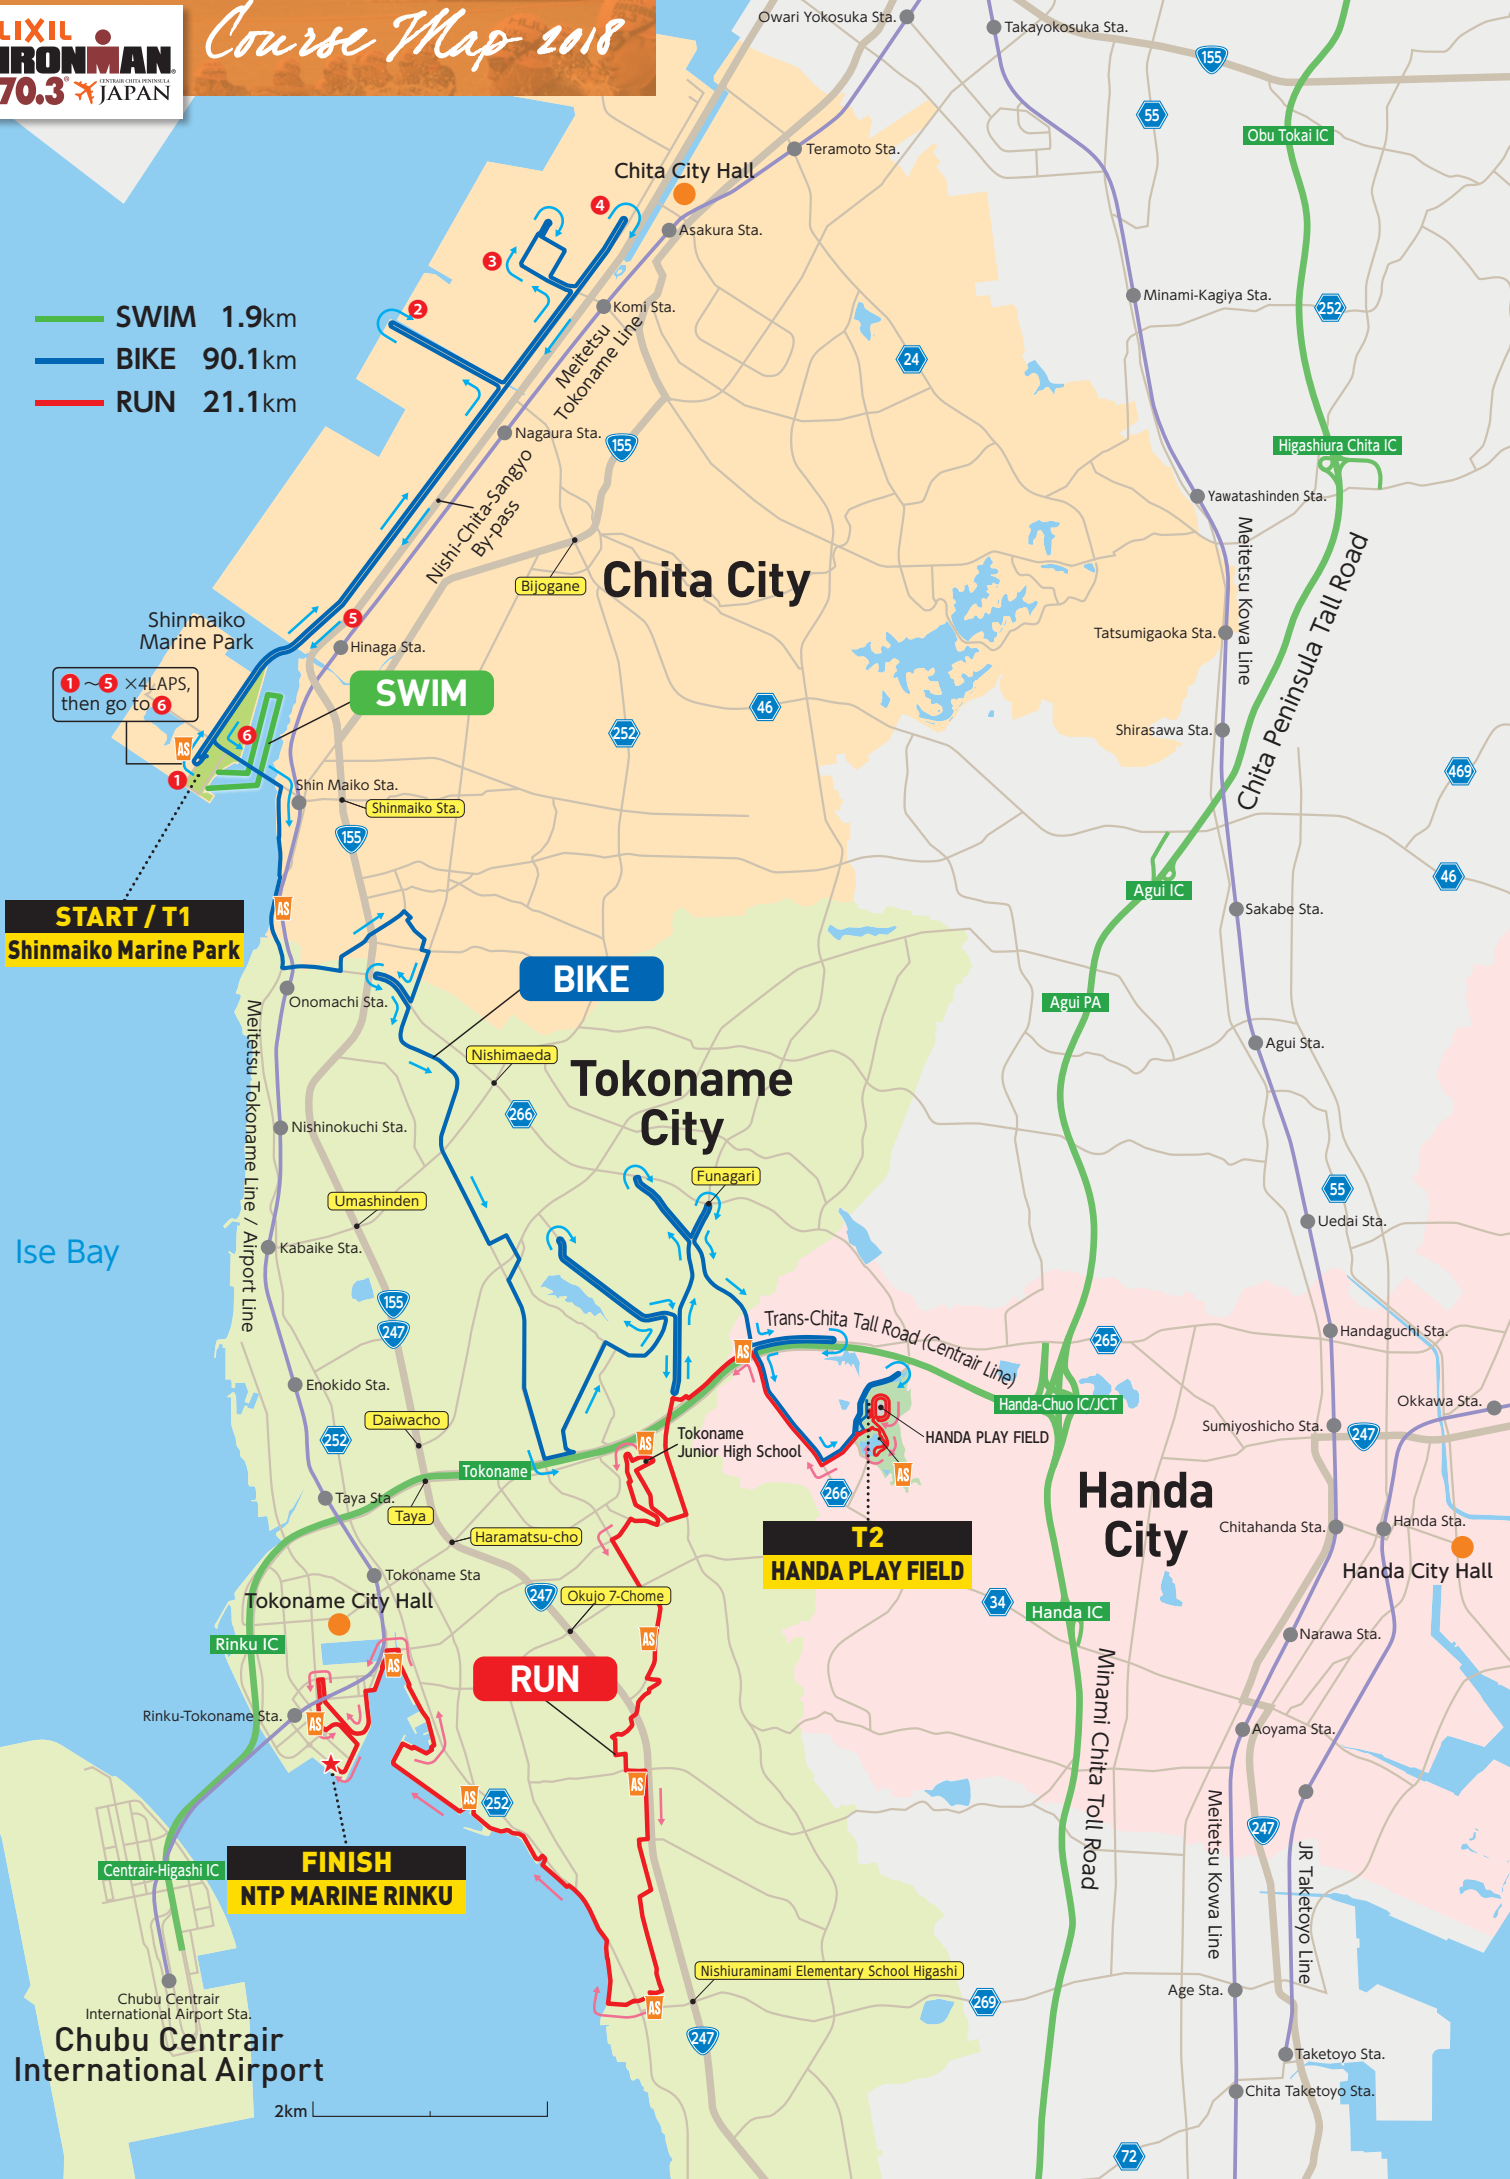 LIXIL
IRONMAN
70.3
CENTRAIR CHITA PENINSULA
JAPAN
Course Map 2018
Owari Yokosuka Sta.
Takayokosuka Sta.
155
55
Obu Tokai IC
Teramoto Sta.
Chita City Hall
4
Asakura Sta.
3
Minami-Kagiya Sta.
252
2
Komi Sta.
SWIM 1.9km
BIKE 90.1km
RUN 21.1km
Meitetsu
Tokoname Line
24
Nagaura Sta.
155
Higashiura Chita IC
Yawatashinden Sta.
Nishi-Chita-Sangyo
By-pass
Meitetsu Kowa Line
Chita Peninsula Tall Road
Bijogane
Chita City
Shinmaiko
Marine Park
5
Hinaga Sta.
Tatsumigaoka Sta.
1 ~ 5 ×4LAPS,
then go to 6
SWIM
46
252
6
AS
1
Shirasawa Sta.
469
Shin Maiko Sta.
Shinmaiko Sta.
155
46
Agui IC
AS
Sakabe Sta.
START / T1
Shinmaiko Marine Park
BIKE
Onomachi Sta.
Agui PA
Meitetsu Tokoname Line / Airport Line
Agui Sta.
Nishimaeda
Tokoname
City
266
Nishinokuchi Sta.
Funagari
55
Umashinden
Uedai Sta.
Kabaike Sta.
Ise Bay
155
247
Trans-Chita Tall Road (Centrair Line)
AS
265
Handaguchi Sta.
Enokido Sta.
Handa-Chuo IC/JCT
Okkawa Sta.
Daiwacho
252
Sumiyoshicho Sta.
247
AS
Tokoname
Junior High School
HANDA PLAY FIELD
Tokoname
AS
266
Taya Sta.
Taya
Handa
City
Haramatsu-cho
T2
HANDA PLAY FIELD
Chitahanda Sta.
Handa Sta.
Handa City Hall
Tokoname Sta
Tokoname City Hall
247
Okujo 7-Chome
34
Handa IC
Rinku IC
AS
AS
Narawa Sta.
RUN
Minami Chita Toll Road
Rinku-Tokoname Sta.
AS
Aoyama Sta.
AS
AS
252
Meitetsu Kowa Line
247
JR Taketoyo Line
Centrair-Higashi IC
FINISH
NTP MARINE RINKU
Nishiuraminami Elementary School Higashi
Age Sta.
AS
269
Chubu Centrair
International Airport Sta.
Chubu Centrair
International Airport
247
Taketoyo Sta.
Chita Taketoyo Sta.
2km
72